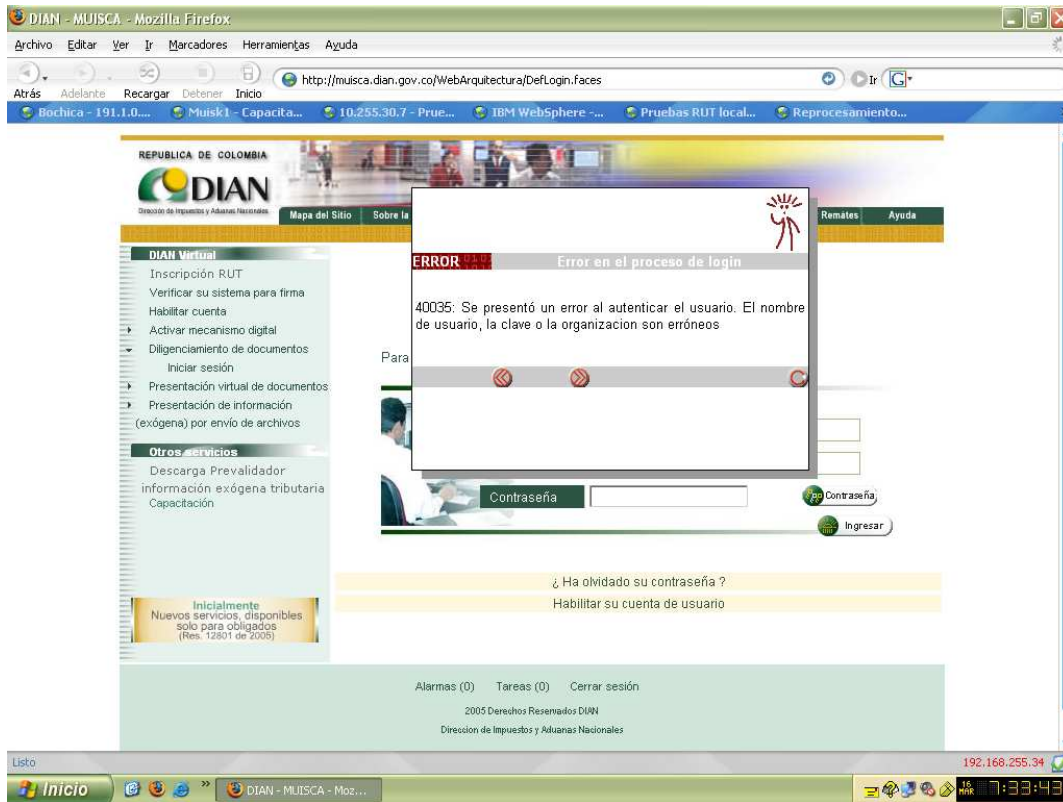 DIAN - MUISCA - Mozilla Firefox
Archivo Editar Ver Ir Marcadores Herramientas Ayuda
Atrás Adelante Recargar Detener Inicio
http://muisca.dian.gov.co/WebArquitectura/DefLogin.faces
Ir
Bochica - 191.1.0.... Muisk1 - Capacita... 10.255.30.7 - Prue... IBM WebSphere -... Pruebas RUT local... Reprocesamiento...
REPUBLICA DE COLOMBIA
DIAN
Dirección de Impuestos y Aduanas Nacionales
Mapa del Sitio Sobre la Remates Ayuda
ERROR Error en el proceso de login
40035: Se presentó un error al autenticar el usuario. El nombre
de usuario, la clave o la organizacion son erróneos
DIAN Virtual
Inscripción RUT
Verificar su sistema para firma
Habilitar cuenta
Activar mecanismo digital
Diligenciamiento de documentos
Iniciar sesión
Presentación virtual de documentos
Presentación de información
(exógena) por envío de archivos
Otros servicios
Descarga Prevalidador
información exógena tributaria
Capacitación
Inicialmente
Nuevos servicios, disponibles
solo para obligados
(Res. 12801 de 2005)
Para
Contraseña
Contraseña
Ingresar
¿ Ha olvidado su contraseña ?
Habilitar su cuenta de usuario
Alarmas (0) Tareas (0) Cerrar sesión
2005 Derechos Reservados DIAN
Direccion de Impuestos y Aduanas Nacionales
Listo
192.168.255.34
Inicio
DIAN - MUISCA - Moz...
16 MAR